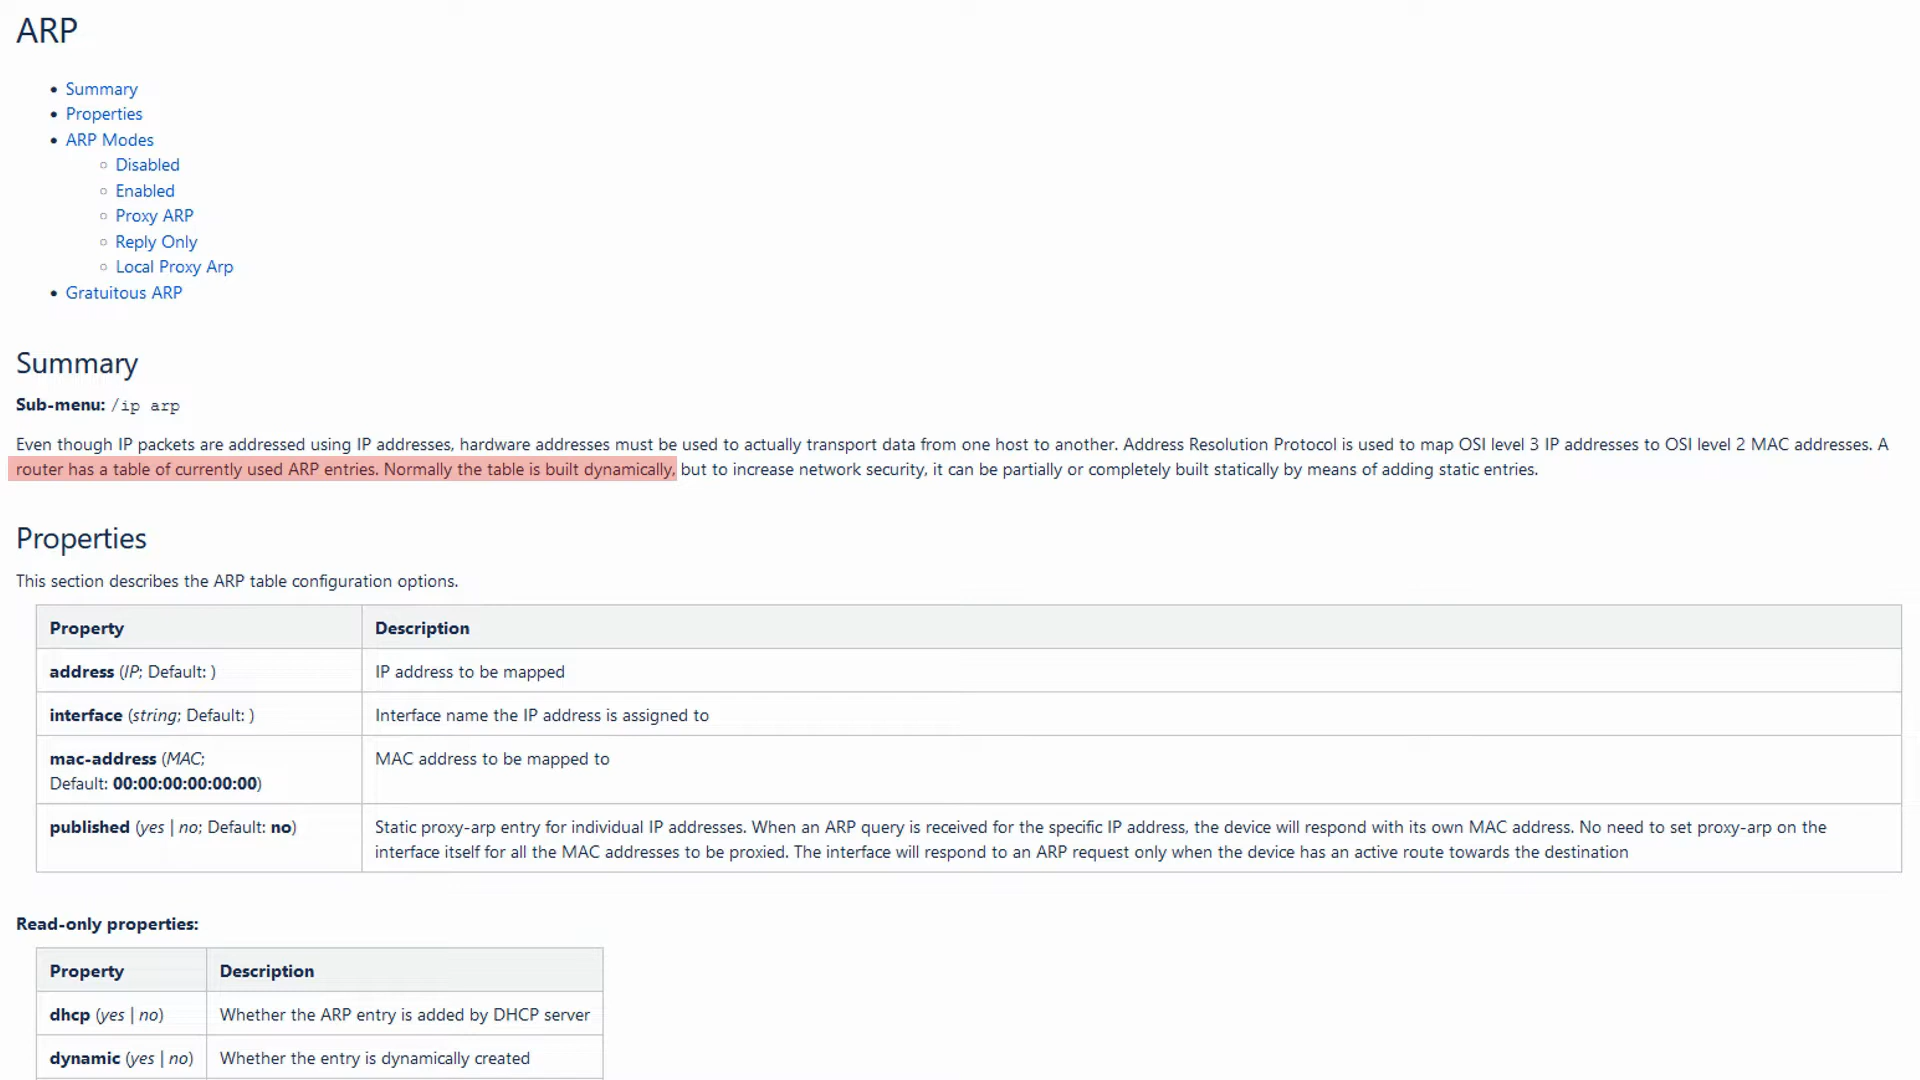 ARP
• Summary
• Properties
• ARP Modes
○ Disabled
○ Enabled
○ Proxy ARP
○ Reply Only
○ Local Proxy Arp
• Gratuitous ARP
Summary
Sub-menu: /ip arp
Even though IP packets are addressed using IP addresses, hardware addresses must be used to actually transport data from one host to another. Address Resolution Protocol is used to map OSI level 3 IP addresses to OSI level 2 MAC addresses. A
router has a table of currently used ARP entries. Normally the table is built dynamically, but to increase network security, it can be partially or completely built statically by means of adding static entries.
Properties
This section describes the ARP table configuration options.
Property Description
address (IP; Default: ) IP address to be mapped
interface (string; Default: ) Interface name the IP address is assigned to
mac-address (MAC; MAC address to be mapped to
Default: 00:00:00:00:00:00)
published (yes | no; Default: no) Static proxy-arp entry for individual IP addresses. When an ARP query is received for the specific IP address, the device will respond with its own MAC address. No need to set proxy-arp on the
interface itself for all the MAC addresses to be proxied. The interface will respond to an ARP request only when the device has an active route towards the destination
Read-only properties:
Property Description
dhcp (yes | no) Whether the ARP entry is added by DHCP server
dynamic (yes | no) Whether the entry is dynamically created